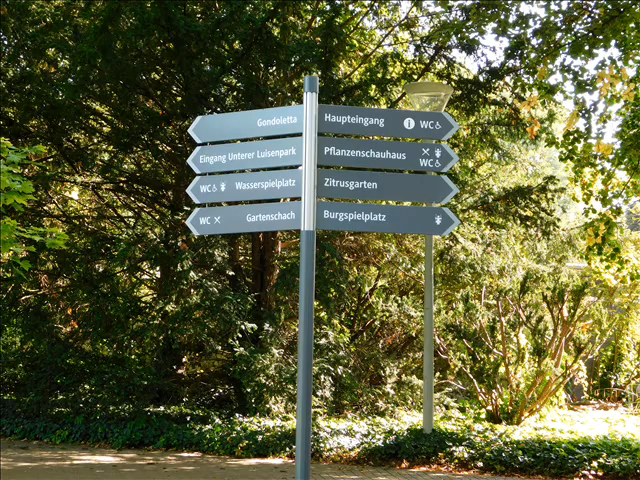 Gondoletta
Eingang Unterer Luisenpark
WC Wasserspielplatz
WC Gartenschach
Haupteingang i WC
Pflanzenschauhaus
WC
Zitrusgarten
Burgspielplatz